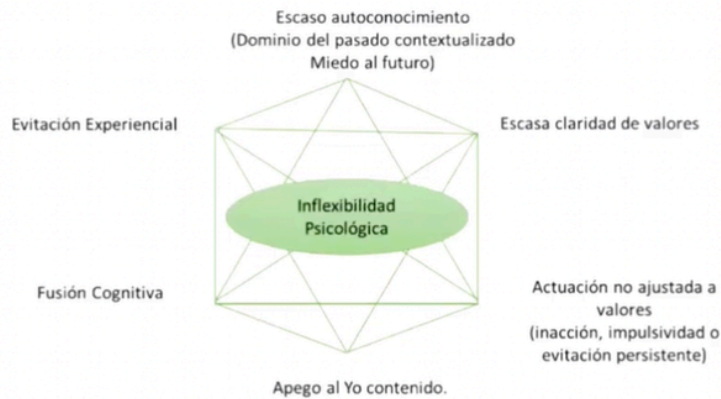 Escaso autoconocimiento
(Dominio del pasado contextualizado
Miedo al futuro)
Evitación Experiencial
Escasa claridad de valores
Inflexibilidad
Psicológica
Fusión Cognitiva
Actuación no ajustada a
valores
(inacción, impulsividad o
evitación persistente)
Apego al Yo contenido.